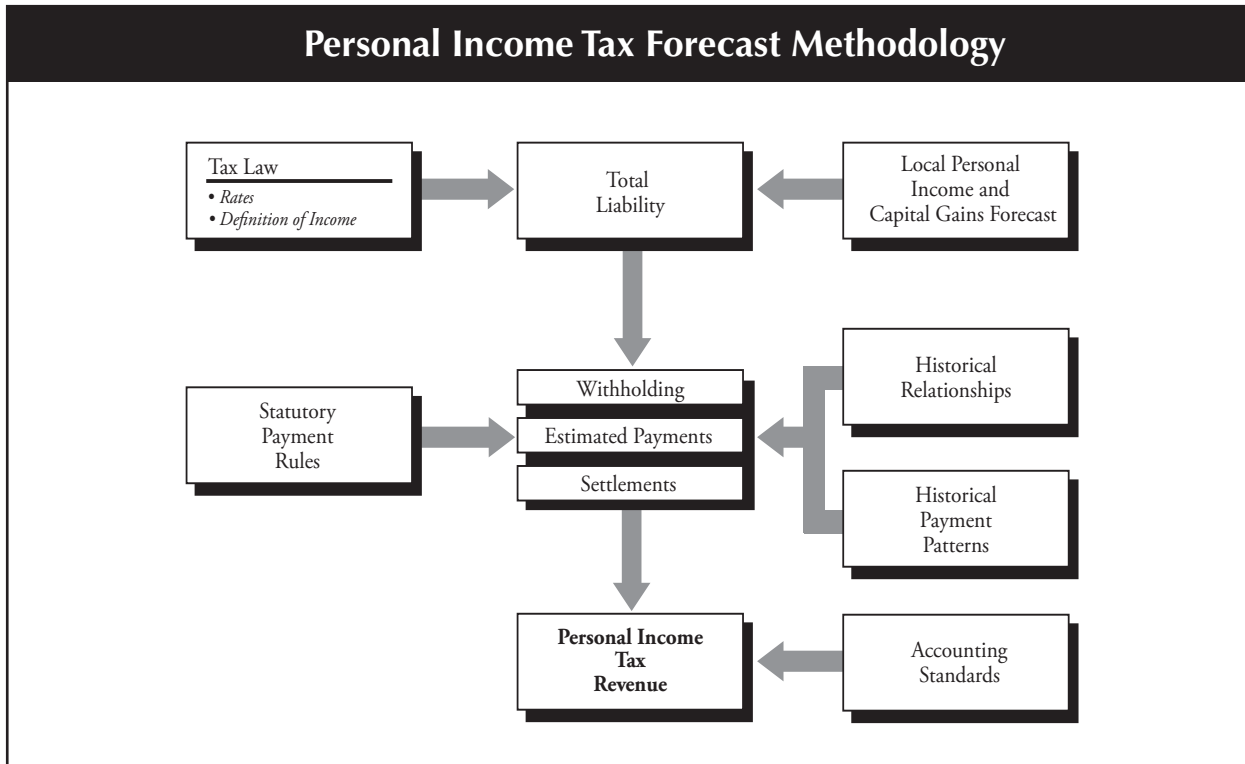 Personal Income Tax Forecast Methodology
Tax Law
• Rates
• Definition of Income
Total
Liability
Local Personal
Income and
Capital Gains Forecast
Statutory
Payment
Rules
Withholding
Estimated Payments
Settlements
Historical
Relationships
Historical
Payment
Patterns
Personal Income
Tax
Revenue
Accounting
Standards